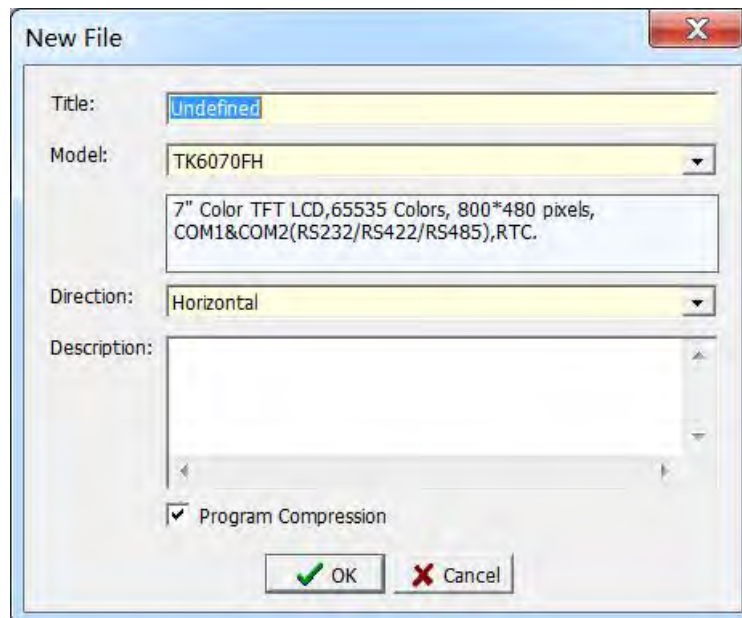 New File
Title:
Undefined
Model:
TK6070FH
7" Color TFT LCD,65535 Colors, 800*480 pixels,
COM1&COM2(RS232/RS422/RS485),RTC.
Direction:
Horizontal
Description:
Program Compression
OK
Cancel